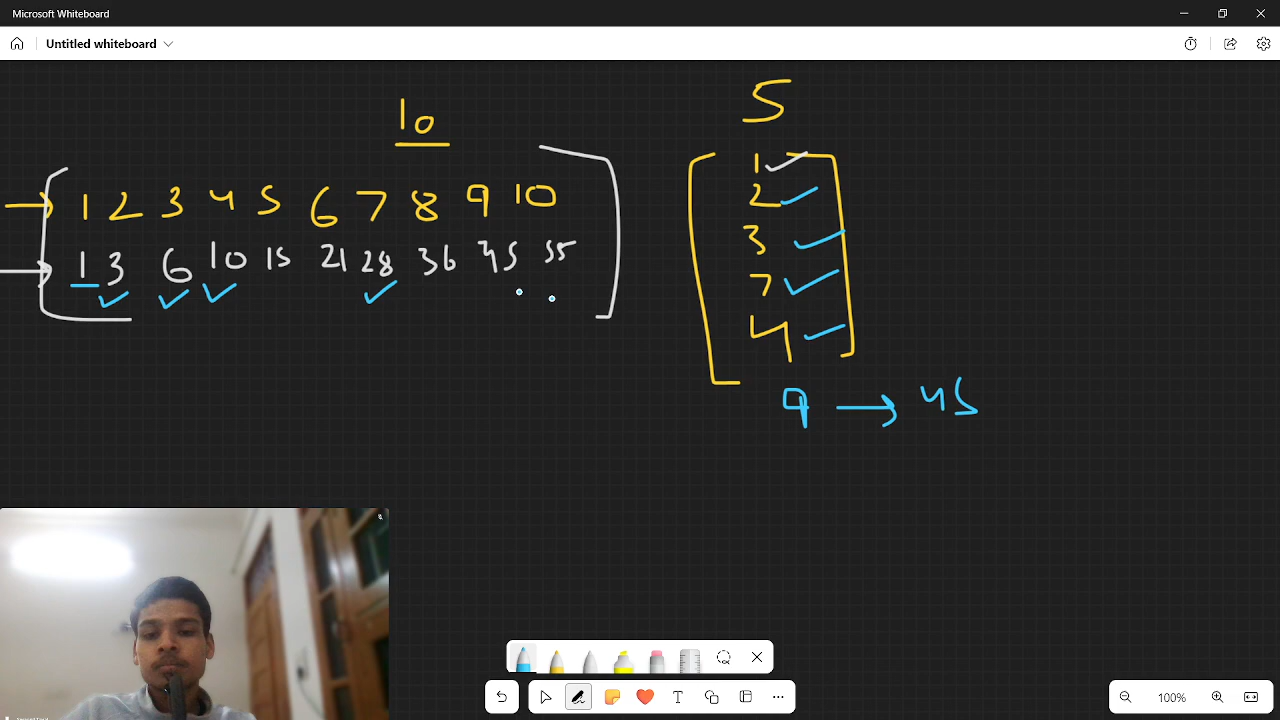 Microsoft Whiteboard
Untitled whiteboard
10
1 2 3 4 5 6 7 8 9 10
1 3 6 10 15 21 28 36 45 55
5
1
2
3
7
4
9 → 45
100%